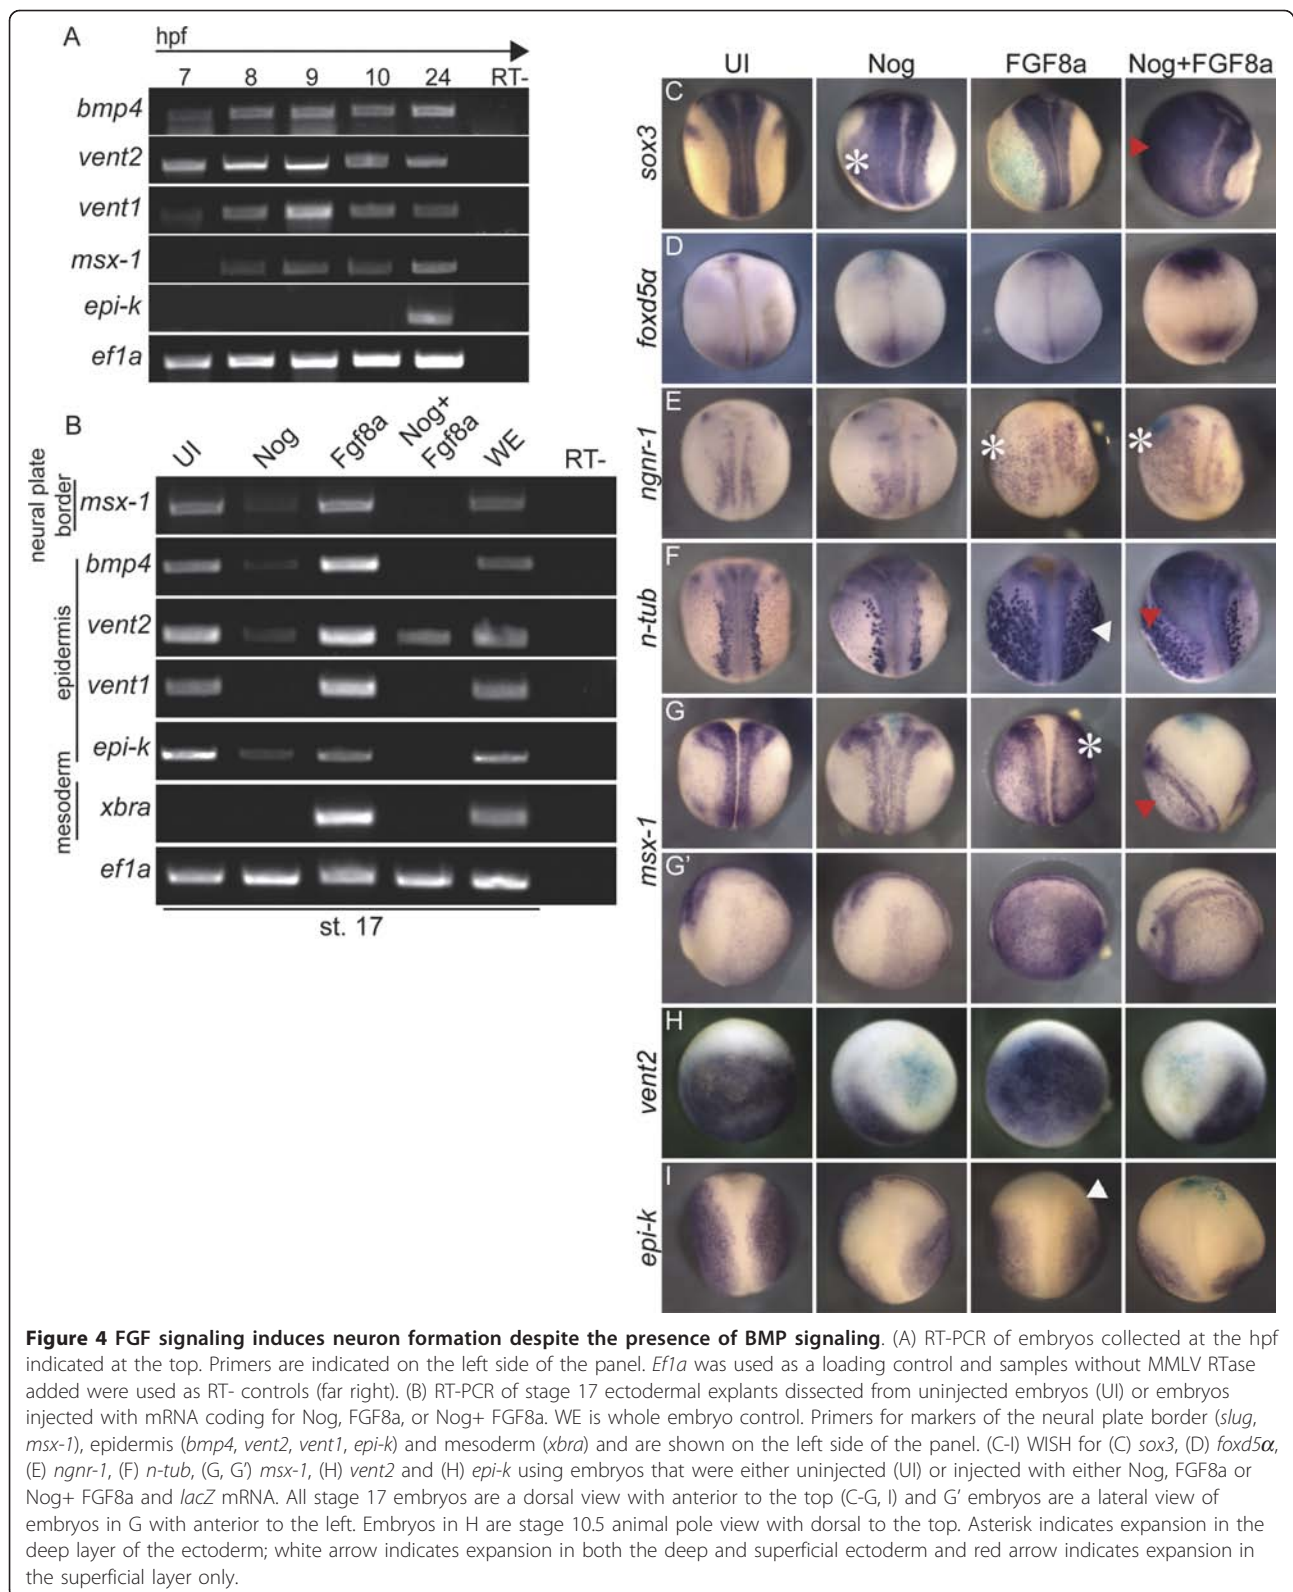 A
hpf
7 8 9 10 24 RT-
bmp4
vent2
vent1
msx-1
epi-k
ef1a
B
UI Nog Fgf8a Nog+ Fgf8a WE RT-
neural plate border
msx-1
epidermis
bmp4
vent2
vent1
epi-k
mesoderm
xbra
ef1a
st. 17
UI Nog FGF8a Nog+FGF8a
C
sox3
*
D
foxd5α
E
ngnr-1
* *
F
n-tub
G
*
msx-1
G'
H
vent2
I
epi-k
Figure 4 FGF signaling induces neuron formation despite the presence of BMP signaling. (A) RT-PCR of embryos collected at the hpf
indicated at the top. Primers are indicated on the left side of the panel. Ef1a was used as a loading control and samples without MMLV RTase
added were used as RT- controls (far right). (B) RT-PCR of stage 17 ectodermal explants dissected from uninjected embryos (UI) or embryos
injected with mRNA coding for Nog, FGF8a, or Nog+ FGF8a. WE is whole embryo control. Primers for markers of the neural plate border (slug,
msx-1), epidermis (bmp4, vent2, vent1, epi-k) and mesoderm (xbra) and are shown on the left side of the panel. (C-I) WISH for (C) sox3, (D) foxd5α,
(E) ngnr-1, (F) n-tub, (G, G') msx-1, (H) vent2 and (H) epi-k using embryos that were either uninjected (UI) or injected with either Nog, FGF8a or
Nog+ FGF8a and lacZ mRNA. All stage 17 embryos are a dorsal view with anterior to the top (C-G, I) and G' embryos are a lateral view of
embryos in G with anterior to the left. Embryos in H are stage 10.5 animal pole view with dorsal to the top. Asterisk indicates expansion in the
deep layer of the ectoderm; white arrow indicates expansion in both the deep and superficial ectoderm and red arrow indicates expansion in
the superficial layer only.